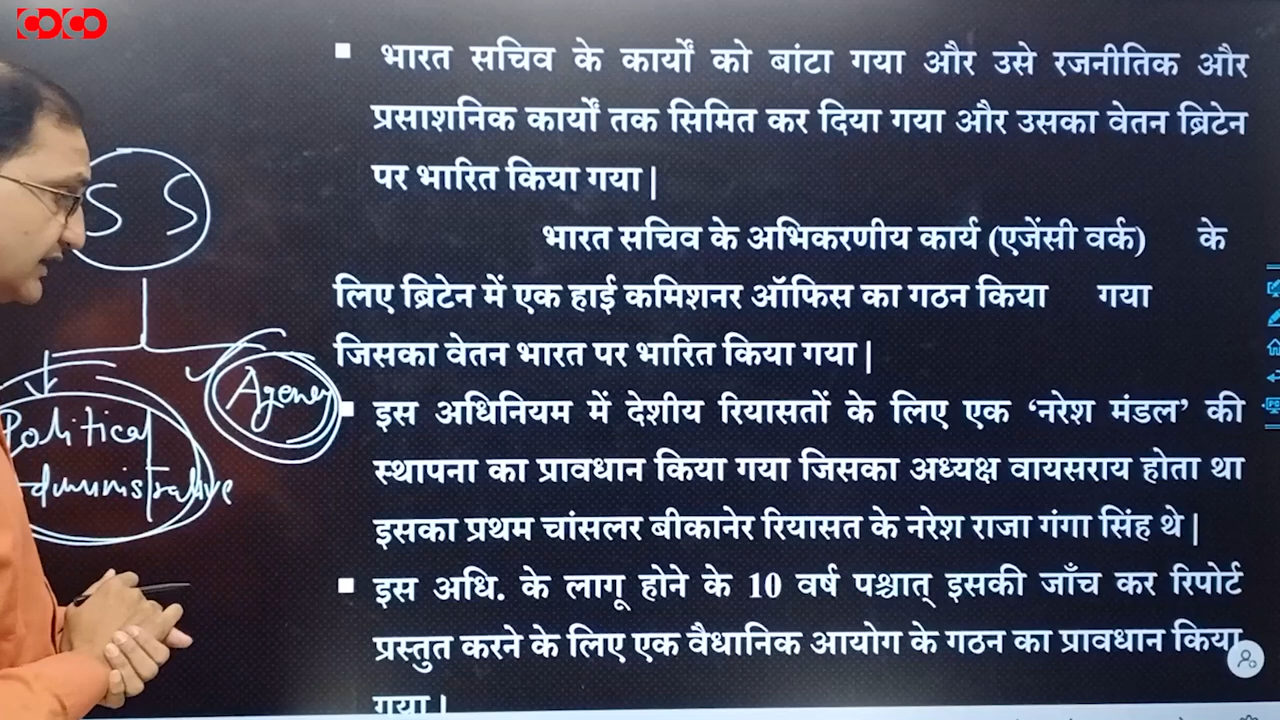 COCO
▪ भारत सचिव के कार्यों को बांटा गया और उसे रजनीतिक और
प्रसाशनिक कार्यों तक सिमित कर दिया गया और उसका वेतन ब्रिटेन
पर भारित किया गया |
भारत सचिव के अभिकरणीय कार्य (एजेंसी वर्क) के
लिए ब्रिटेन में एक हाई कमिशनर ऑफिस का गठन किया गया
जिसका वेतन भारत पर भारित किया गया |
▪ इस अधिनियम में देशीय रियासतों के लिए एक ‘नरेश मंडल’ की
स्थापना का प्रावधान किया गया जिसका अध्यक्ष वायसराय होता था
इसका प्रथम चांसलर बीकानेर रियासत के नरेश राजा गंगा सिंह थे |
▪ इस अधि. के लागू होने के 10 वर्ष पश्चात् इसकी जाँच कर रिपोर्ट
प्रस्तुत करने के लिए एक वैधानिक आयोग के गठन का प्रावधान किया
गया |
S S
Agency
Political
dministrative